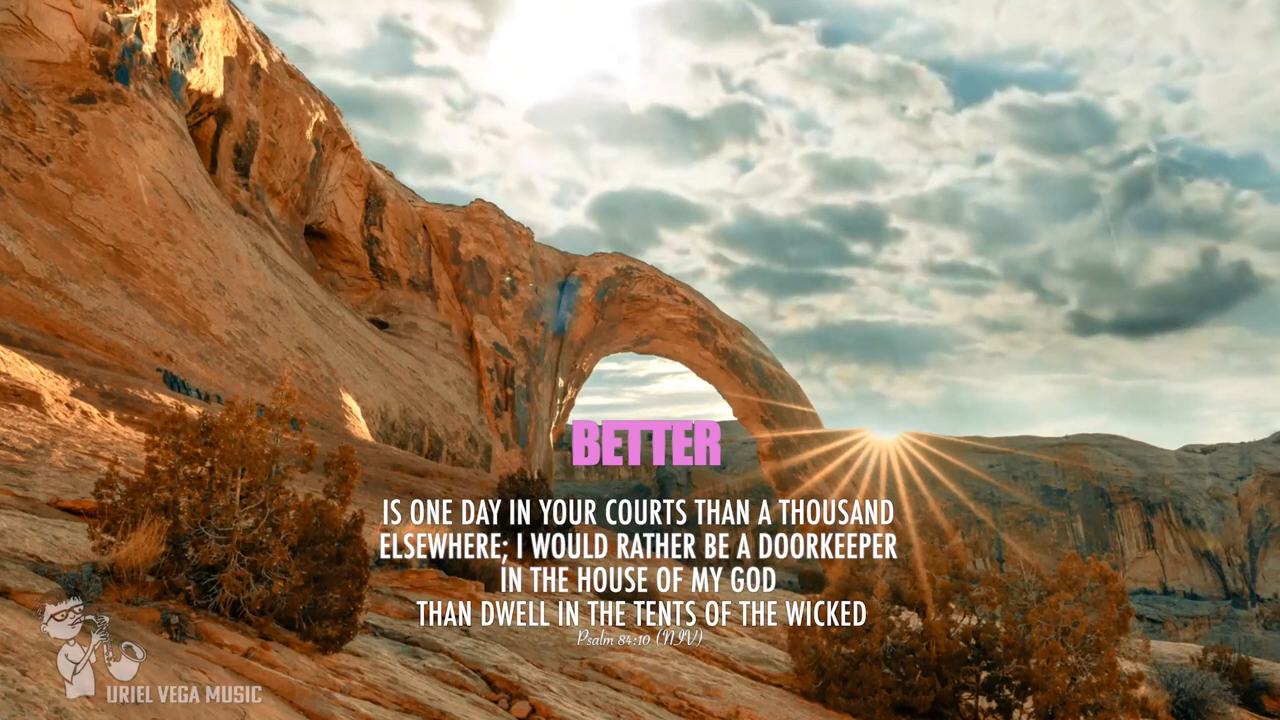 BETTER
IS ONE DAY IN YOUR COURTS THAN A THOUSAND
ELSEWHERE; I WOULD RATHER BE A DOORKEEPER
IN THE HOUSE OF MY GOD
THAN DWELL IN THE TENTS OF THE WICKED
Psalm 84:10 (NIV)
URIEL VEGA MUSIC